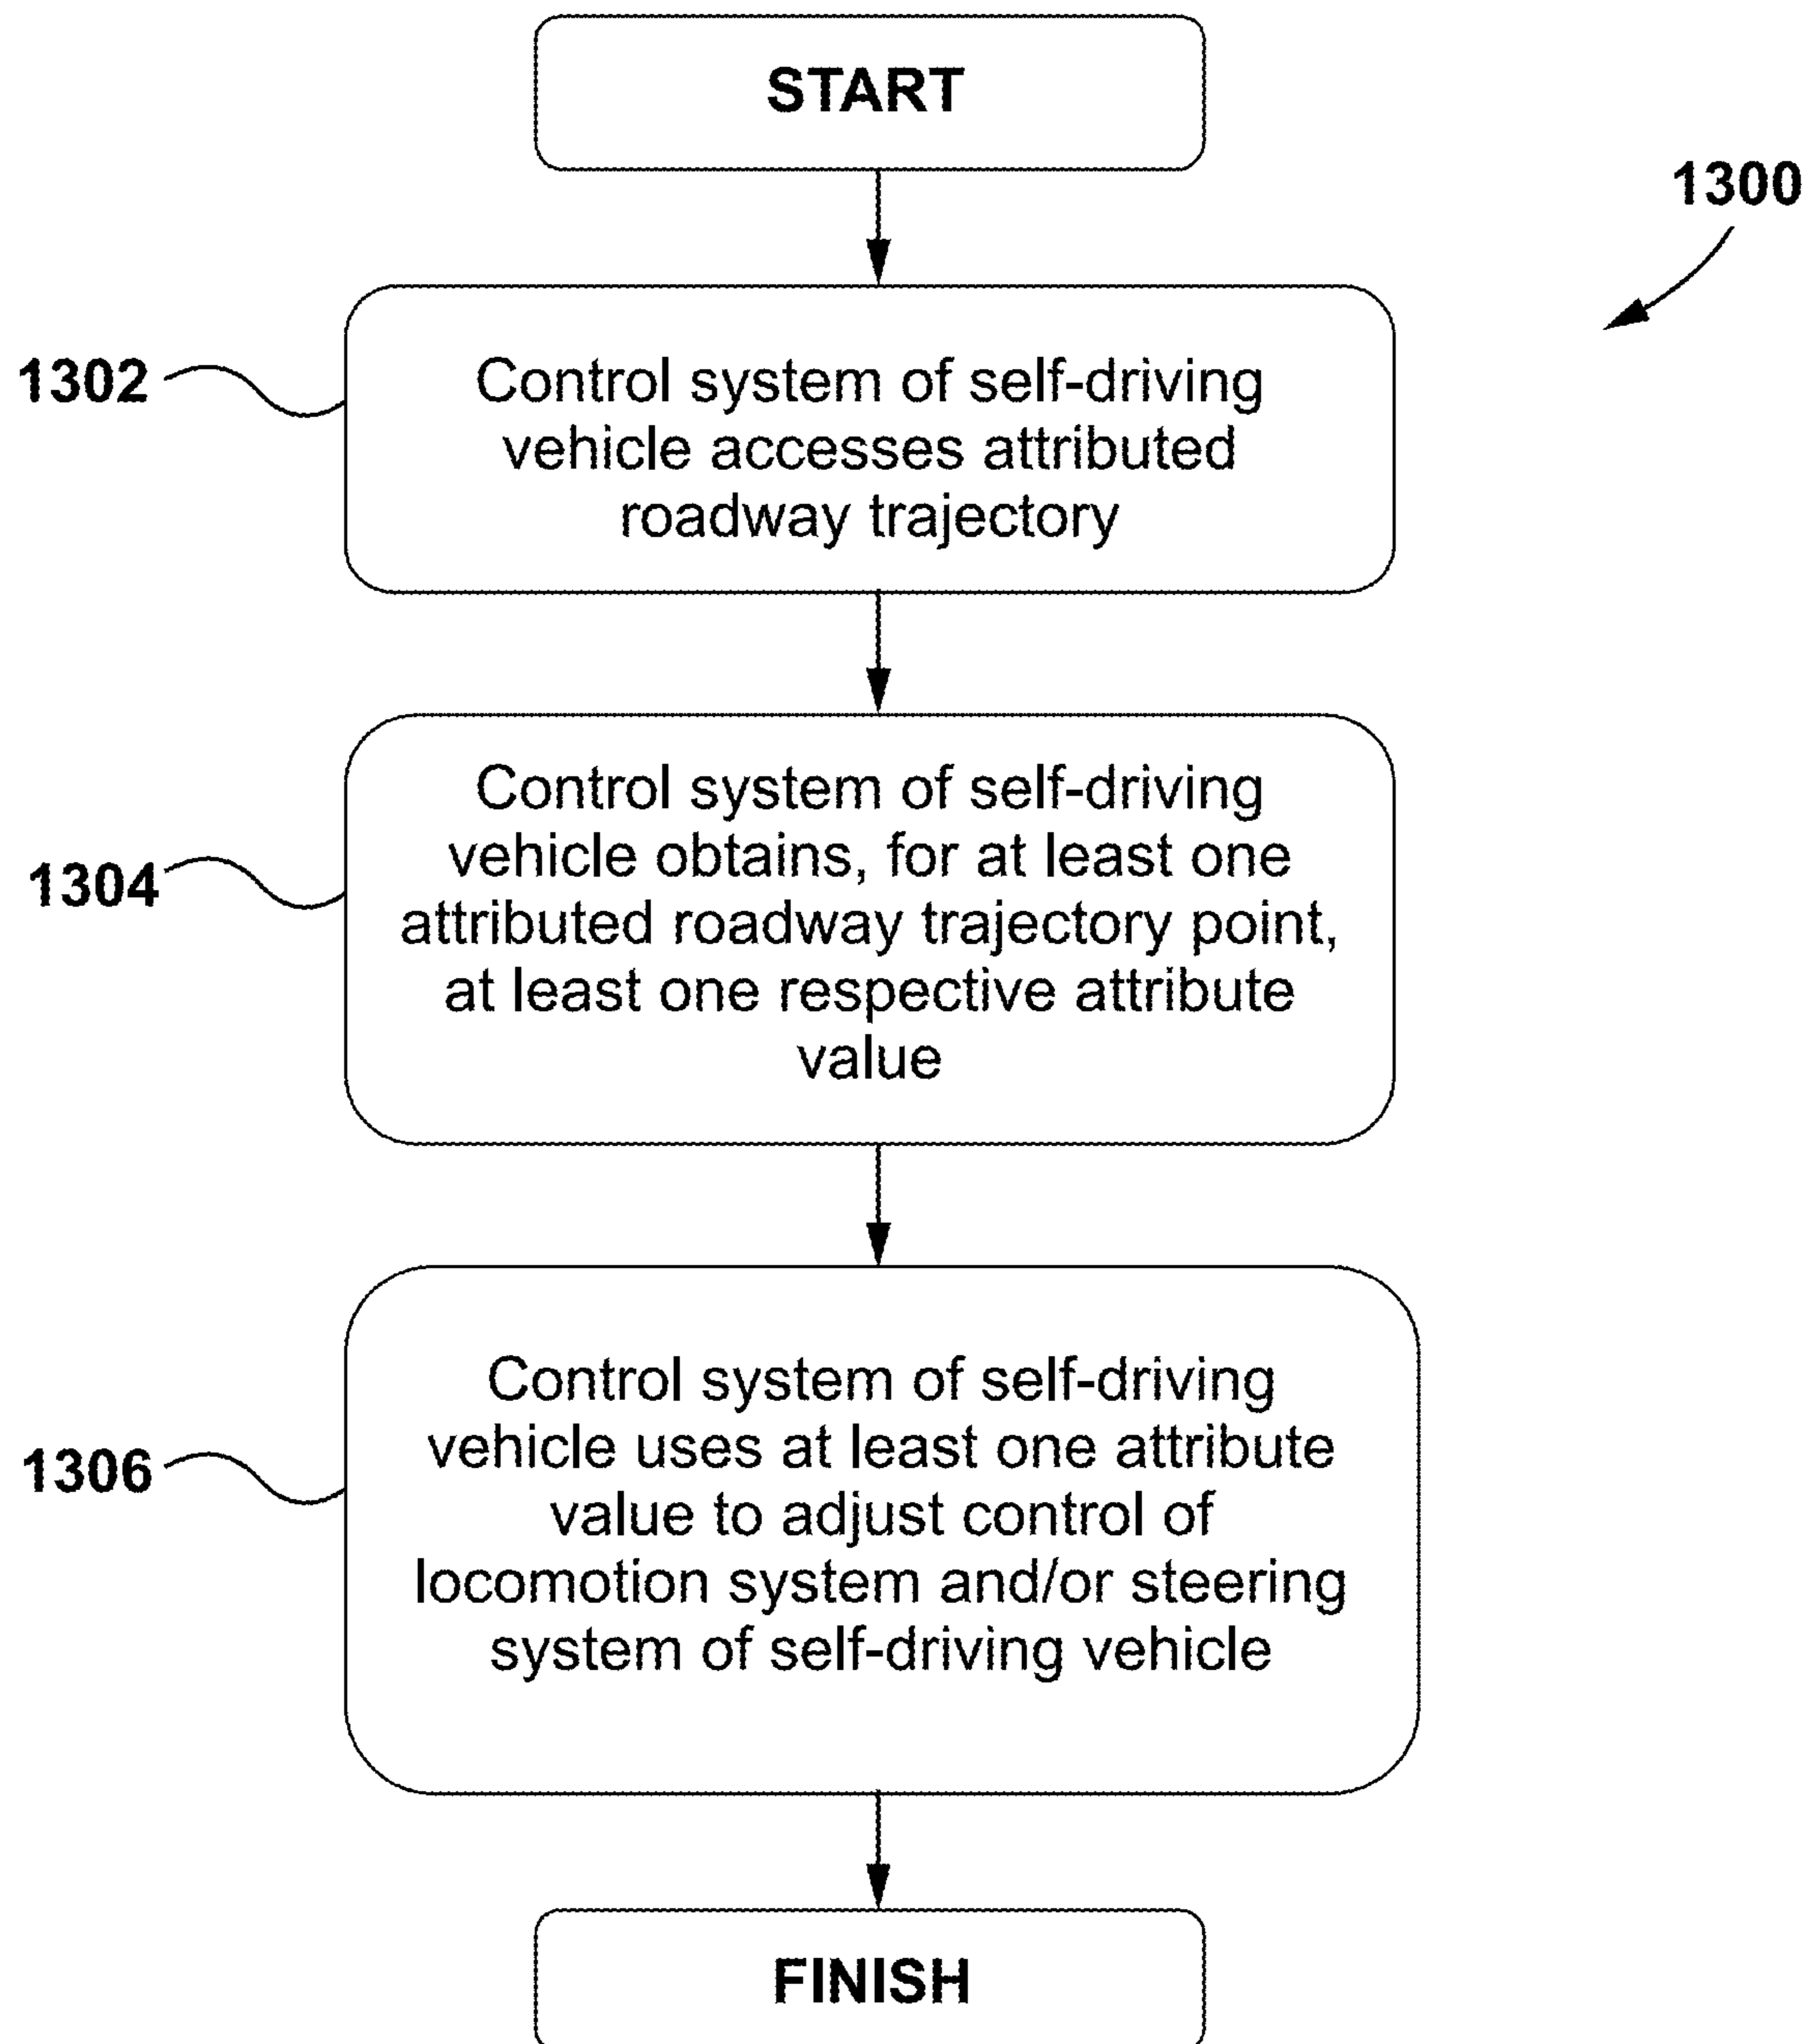 START
1300
1302
Control system of self-driving
vehicle accesses attributed
roadway trajectory
1304
Control system of self-driving
vehicle obtains, for at least one
attributed roadway trajectory point,
at least one respective attribute
value
1306
Control system of self-driving
vehicle uses at least one attribute
value to adjust control of
locomotion system and/or steering
system of self-driving vehicle
FINISH